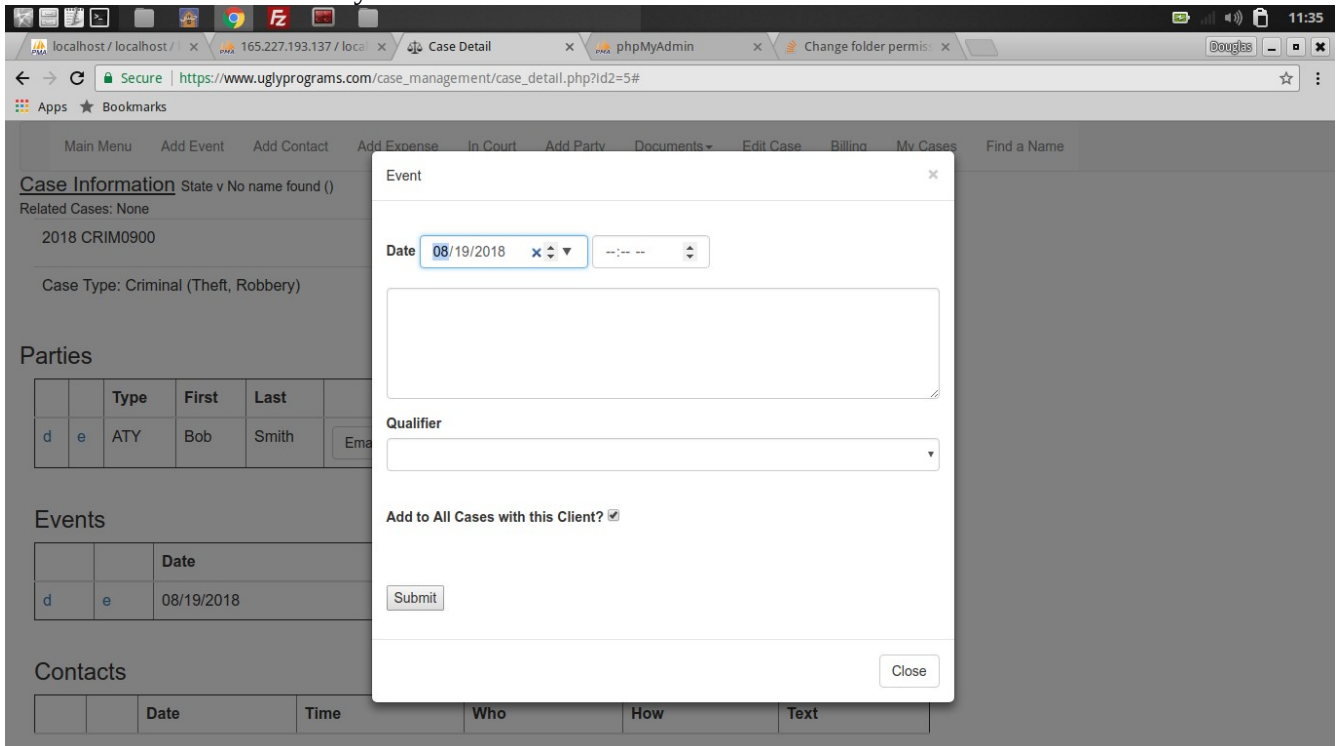 11:35
localhost / localhost /
165.227.193.137 / local
Case Detail
phpMyAdmin
Change folder permiss
Douglas
Secure | https://www.uglyprograms.com/case_management/case_detail.php?id2=5#
Apps Bookmarks
Main Menu Add Event Add Contact Add Expense In Court Add Party Documents Edit Case Billing My Cases Find a Name
Case Information State v No name found ()
Related Cases: None
2018 CRIM0900
Case Type: Criminal (Theft, Robbery)
Parties
Type First Last
d e ATY Bob Smith Ema
Events
Date
d e 08/19/2018
Contacts
Date Time Who How Text
Event ×
Date 08/19/2018 --:-- --
Qualifier
Add to All Cases with this Client?
Submit
Close